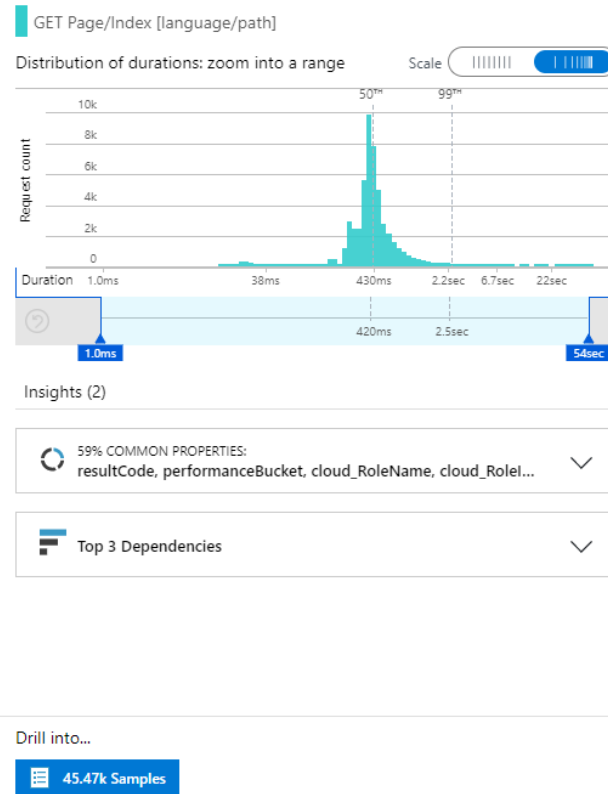 GET Page/Index [language/path]
Distribution of durations: zoom into a range
Scale
50TH
99TH
Request count
10k
8k
6k
4k
2k
0
Duration
1.0ms
38ms
430ms
2.2sec
6.7sec
22sec
420ms
2.5sec
1.0ms
54sec
Insights (2)
59% COMMON PROPERTIES:
resultCode, performanceBucket, cloud_RoleName, cloud_RoleI...
Top 3 Dependencies
Drill into...
45.47k Samples